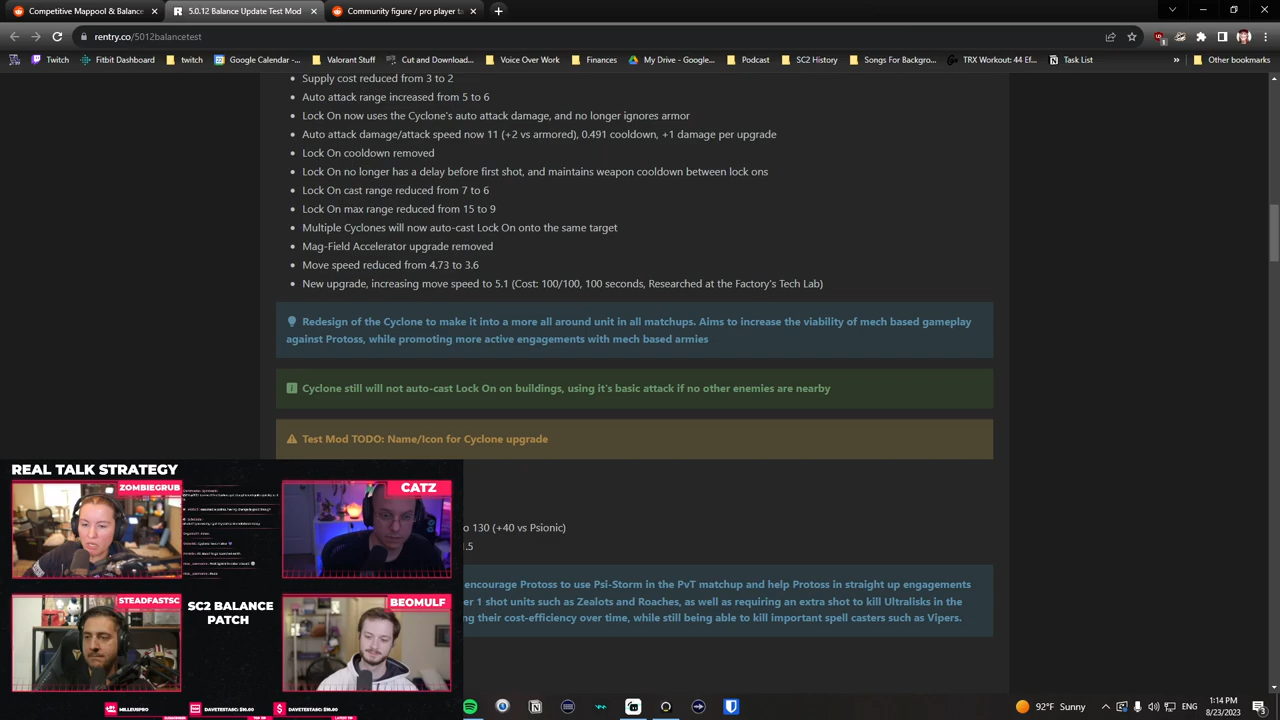 Competitive Mappool & Balance
5.0.12 Balance Update Test Mod
Community figure / pro player ta
rentry.co/5012balancetest
Twitch
Fitbit Dashboard
twitch
Google Calendar -...
Valorant Stuff
Cut and Download...
Voice Over Work
Finances
My Drive - Google...
Podcast
SC2 History
Songs For Backgro...
TRX Workout: 44 Ef...
Task List
Other bookmarks
Supply cost reduced from 3 to 2
Auto attack range increased from 5 to 6
Lock On now uses the Cyclone's auto attack damage, and no longer ignores armor
Auto attack damage/attack speed now 11 (+2 vs armored), 0.491 cooldown, +1 damage per upgrade
Lock On cooldown removed
Lock On no longer has a delay before first shot, and maintains weapon cooldown between lock ons
Lock On cast range reduced from 7 to 6
Lock On max range reduced from 15 to 9
Multiple Cyclones will now auto-cast Lock On onto the same target
Mag-Field Accelerator upgrade removed
Move speed reduced from 4.73 to 3.6
New upgrade, increasing move speed to 5.1 (Cost: 100/100, 100 seconds, Researched at the Factory's Tech Lab)
Redesign of the Cyclone to make it into a more all around unit in all matchups. Aims to increase the viability of mech based gameplay
against Protoss, while promoting more active engagements with mech based armies
Cyclone still will not auto-cast Lock On on buildings, using it's basic attack if no other enemies are nearby
Test Mod TODO: Name/Icon for Cyclone upgrade
o 130 (+40 vs Psionic)
.5
encourage Protoss to use Psi-Storm in the PvT matchup and help Protoss in straight up engagements
er 1 shot units such as Zealots and Roaches, as well as requiring an extra shot to kill Ultralisks in the
ng their cost-efficiency over time, while still being able to kill important spell casters such as Vipers.
REAL TALK STRATEGY
ZOMBIEGRUB
CATZ
STEADFASTSC
SC2 BALANCE
PATCH
BEOMULF
MILLEUSPRO
DAVETESTASC: $10.00
DAVETESTASC: $10.00
1:14 PM
92°F Sunny
8/23/2023